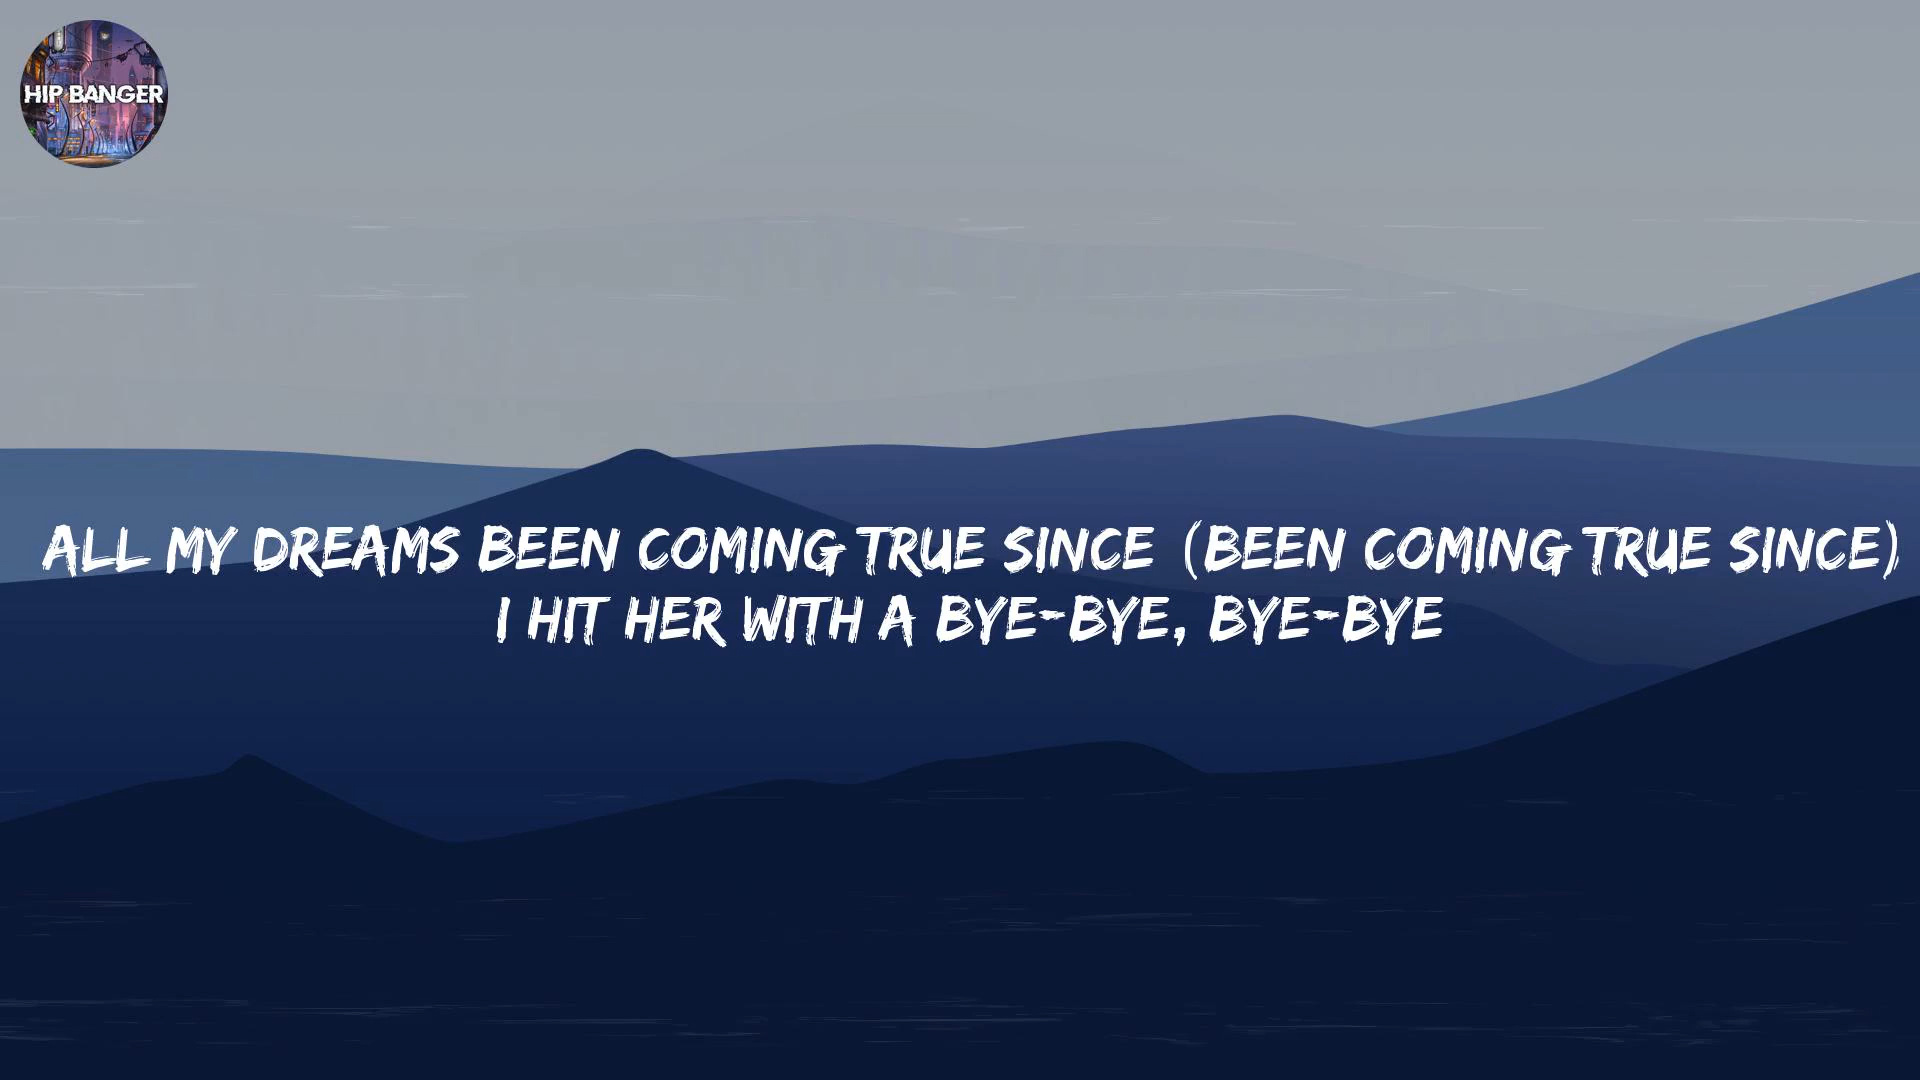 HIP BANGER
ALL MY DREAMS BEEN COMING TRUE SINCE (BEEN COMING TRUE SINCE)
I HIT HER WITH A BYE-BYE, BYE-BYE